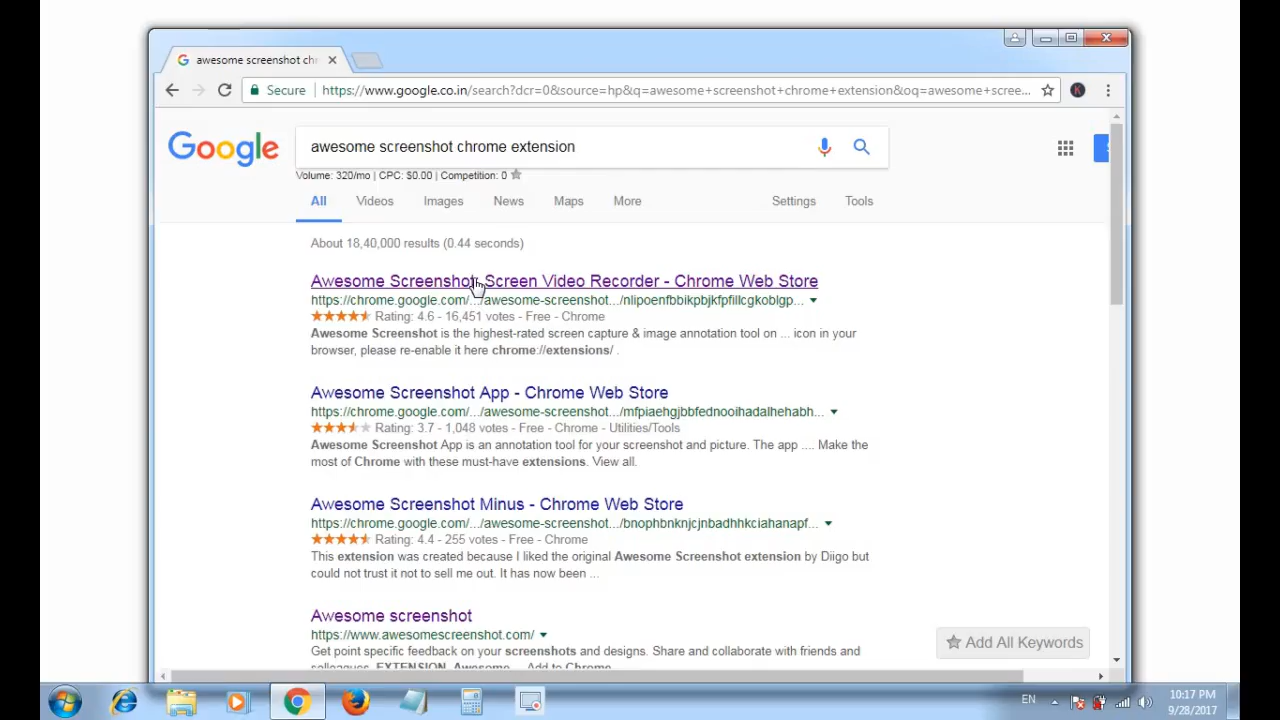 awesome screenshot chr
Secure
https://www.google.co.in/search?dcr=0&source=hp&q=awesome+screenshot+chrome+extension&oq=awesome+scree...
K
Google
awesome screenshot chrome extension
Volume: 320/mo | CPC: $0.00 | Competition: 0
All Videos Images News Maps More Settings Tools
About 18,40,000 results (0.44 seconds)
Awesome Screenshot Screen Video Recorder - Chrome Web Store
https://chrome.google.com/.../awesome-screenshot.../nlipoenfbbikpbjkfpfillcgkoblgp...
Rating: 4.6 - 16,451 votes - Free - Chrome
Awesome Screenshot is the highest-rated screen capture & image annotation tool on ... icon in your
browser, please re-enable it here chrome://extensions/ .
Awesome Screenshot App - Chrome Web Store
https://chrome.google.com/.../awesome-screenshot.../mfpiaehgjbbfednooihadalhehabh...
Rating: 3.7 - 1,048 votes - Free - Chrome - Utilities/Tools
Awesome Screenshot App is an annotation tool for your screenshot and picture. The app .... Make the
most of Chrome with these must-have extensions. View all.
Awesome Screenshot Minus - Chrome Web Store
https://chrome.google.com/.../awesome-screenshot.../bnophbnknjcjnbadhhkciahanapf...
Rating: 4.4 - 255 votes - Free - Chrome
This extension was created because I liked the original Awesome Screenshot extension by Diigo but
could not trust it not to sell me out. It has now been ...
Awesome screenshot
https://www.awesomescreenshot.com/
Add All Keywords
Get point specific feedback on your screenshots and designs. Share and collaborate with friends and
colleagues. EXTENSION. Awesome ... Add to Chrome.
EN
10:17 PM
9/28/2017